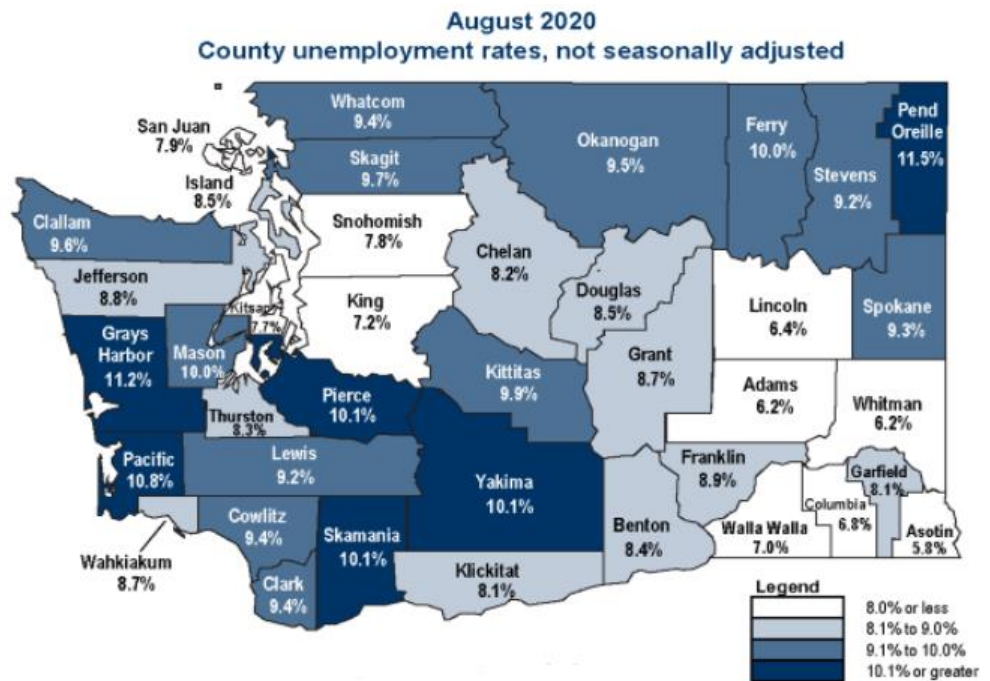 August 2020
County unemployment rates, not seasonally adjusted
Whatcom
9.4%
San Juan
7.9%
Skagit
9.7%
Island
8.5%
Okanogan
9.5%
Ferry
10.0%
Stevens
9.2%
Pend
Oreille
11.5%
Clallam
9.6%
Snohomish
7.8%
Chelan
8.2%
Jefferson
8.8%
Kitsap
7.7%
King
7.2%
Douglas
8.5%
Lincoln
6.4%
Spokane
9.3%
Grays
Harbor
11.2%
Mason
10.0%
Kittitas
9.9%
Grant
8.7%
Pierce
10.1%
Adams
6.2%
Whitman
6.2%
Thurston
8.3%
Pacific
10.8%
Lewis
9.2%
Yakima
10.1%
Franklin
8.9%
Garfield
8.1%
Columbia
6.8%
Asotin
5.8%
Walla Walla
7.0%
Benton
8.4%
Cowlitz
9.4%
Skamania
10.1%
Wahkiakum
8.7%
Clark
9.4%
Klickitat
8.1%
Legend
8.0% or less
8.1% to 9.0%
9.1% to 10.0%
10.1% or greater